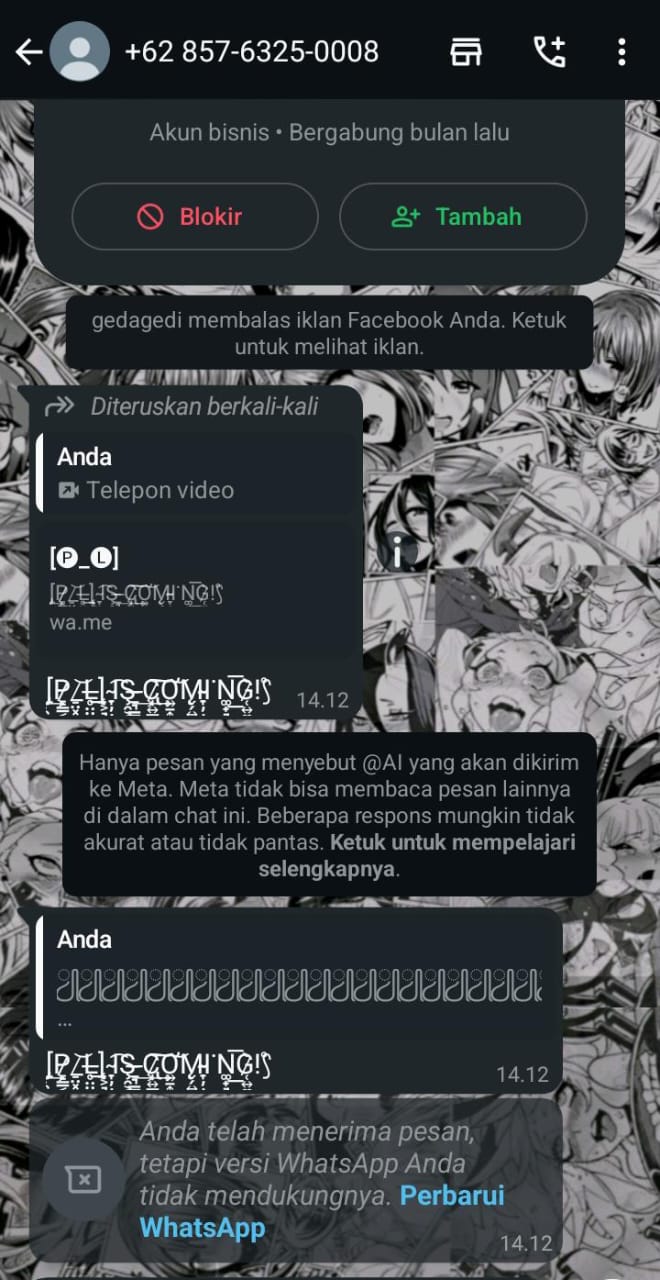 +62 857-6325-0008
Akun bisnis • Bergabung bulan lalu
Blokir
Tambah
gedagedi membalas iklan Facebook Anda. Ketuk
untuk melihat iklan.
Diteruskan berkali-kali
Anda
Telepon video
[🅟_🅛]
[P_L] IS COMING!
wa.me
[P_L] IS COMING!
14.12
Hanya pesan yang menyebut @AI yang akan dikirim
ke Meta. Meta tidak bisa membaca pesan lainnya
di dalam chat ini. Beberapa respons mungkin tidak
akurat atau tidak pantas. Ketuk untuk mempelajari
selengkapnya.
Anda
...
[P_L] IS COMING!
14.12
Anda telah menerima pesan,
tetapi versi WhatsApp Anda
tidak mendukungnya. Perbarui
WhatsApp
14.12